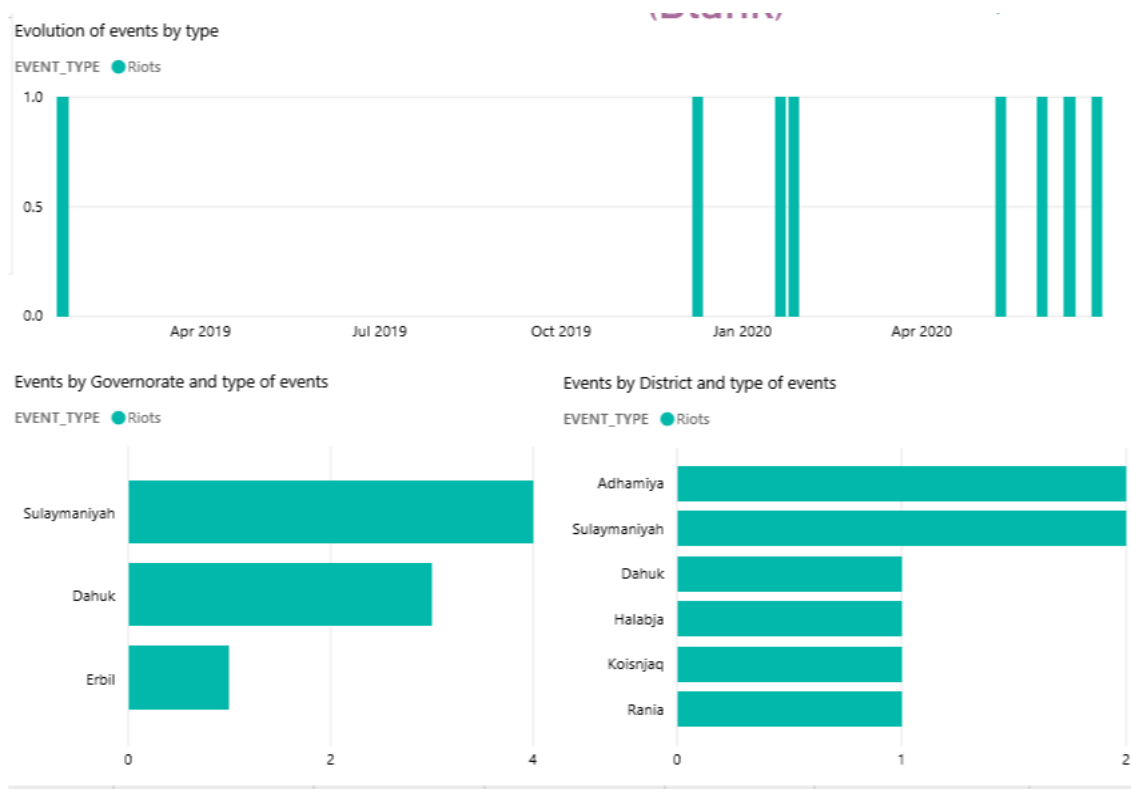 Evolution of events by type
EVENT_TYPE Riots
1.0
0.5
0.0
Apr 2019 Jul 2019 Oct 2019 Jan 2020 Apr 2020
Events by Governorate and type of events
EVENT_TYPE Riots
Sulaymaniyah
Dahuk
Erbil
0 2 4
Events by District and type of events
EVENT_TYPE Riots
Adhamiya
Sulaymaniyah
Dahuk
Halabja
Koisnjaq
Rania
0 1 2